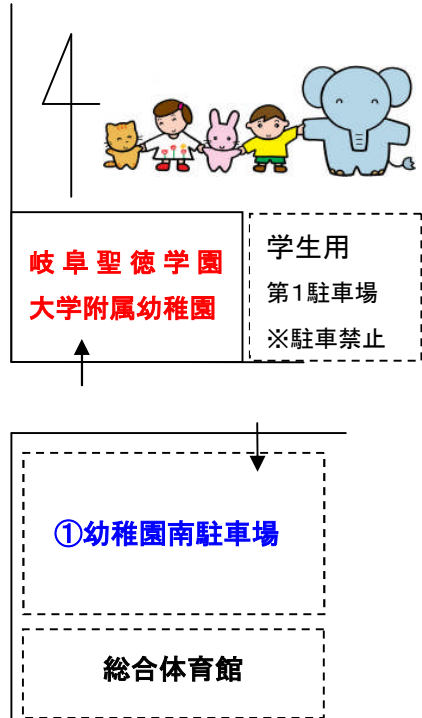 岐阜聖徳学園
大学附属幼稚園
学生用
第1駐車場
※駐車禁止
①幼稚園南駐車場
総合体育館